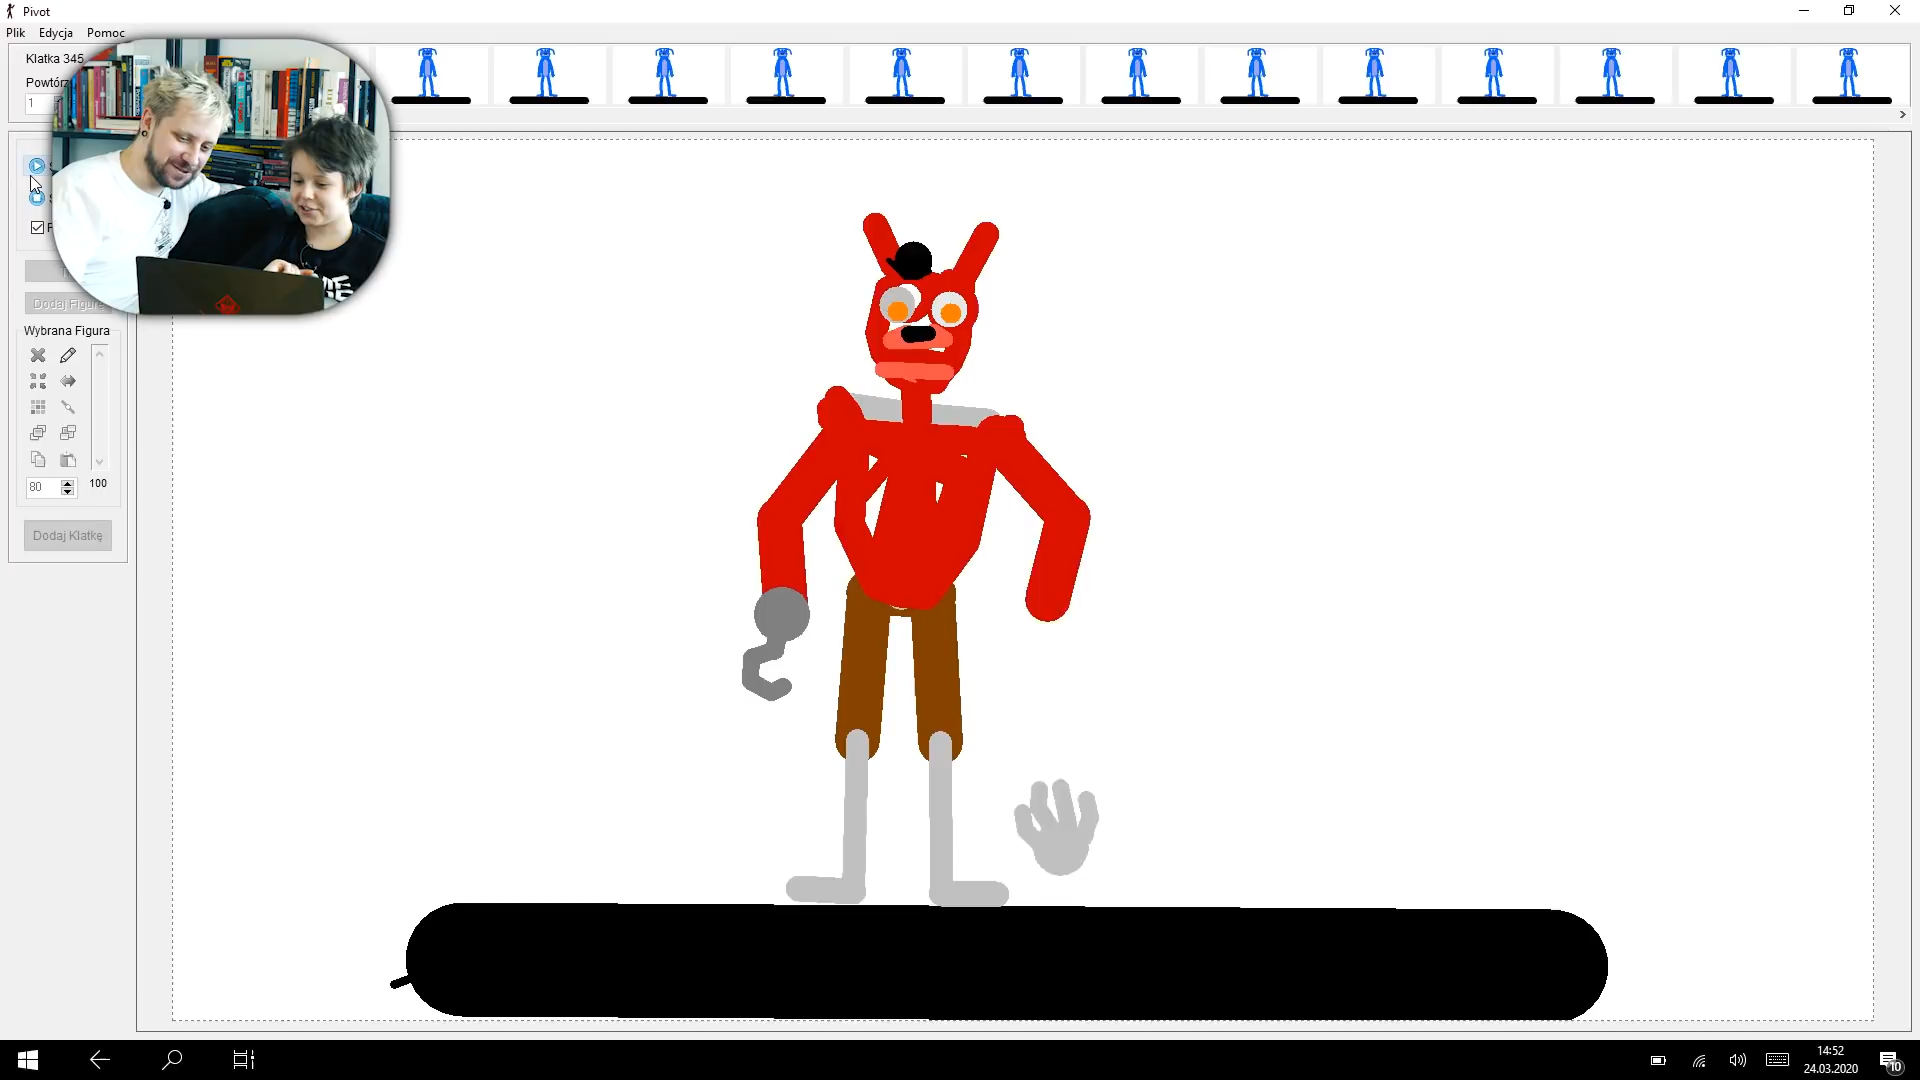 Pivot
Plik Edycja Pomoc
Klatka 345
1
Dodaj Figurę
Wybrana Figura
80 100
Dodaj Klatkę
14:52
24.03.2020
10